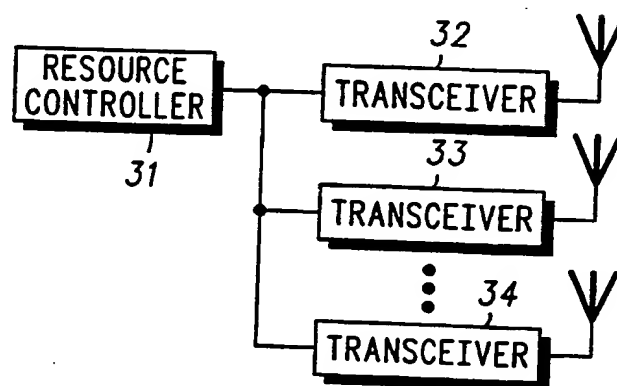 32
RESOURCE
CONTROLLER
TRANSCEIVER
31
33
TRANSCEIVER
34
TRANSCEIVER